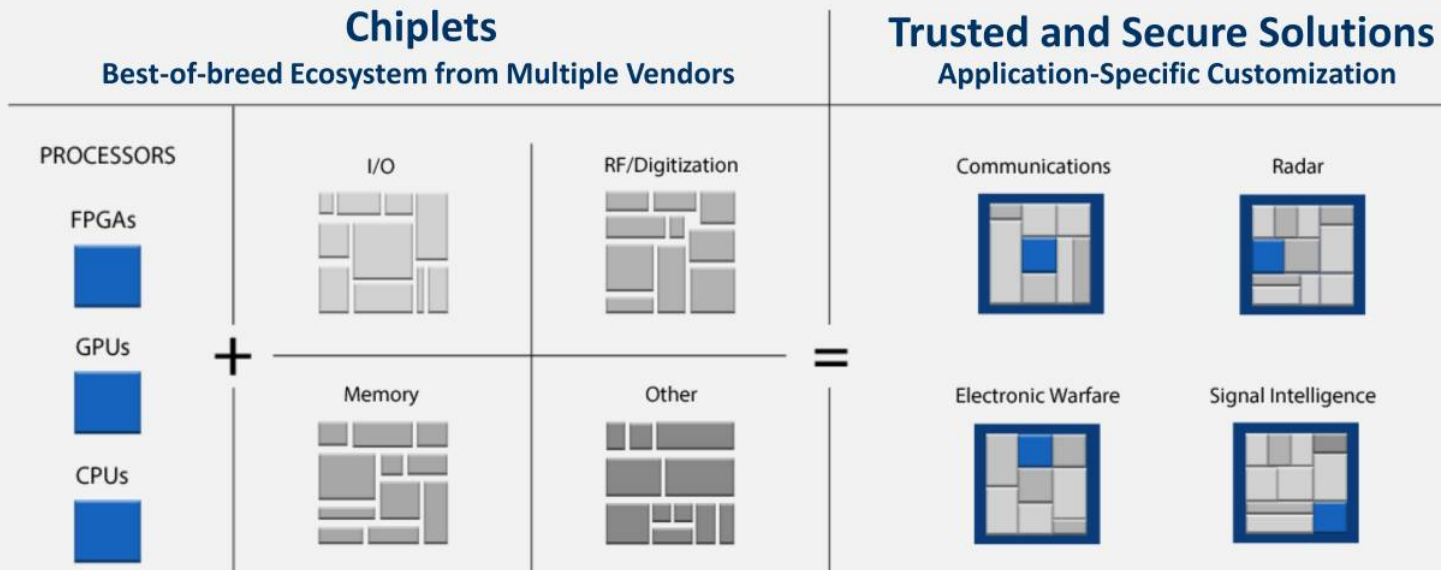 Chiplets
Best-of-breed Ecosystem from Multiple Vendors
Trusted and Secure Solutions
Application-Specific Customization
PROCESSORS
FPGAs
GPUs
CPUs
+
I/O
RF/Digitization
Memory
Other
=
Communications
Radar
Electronic Warfare
Signal Intelligence